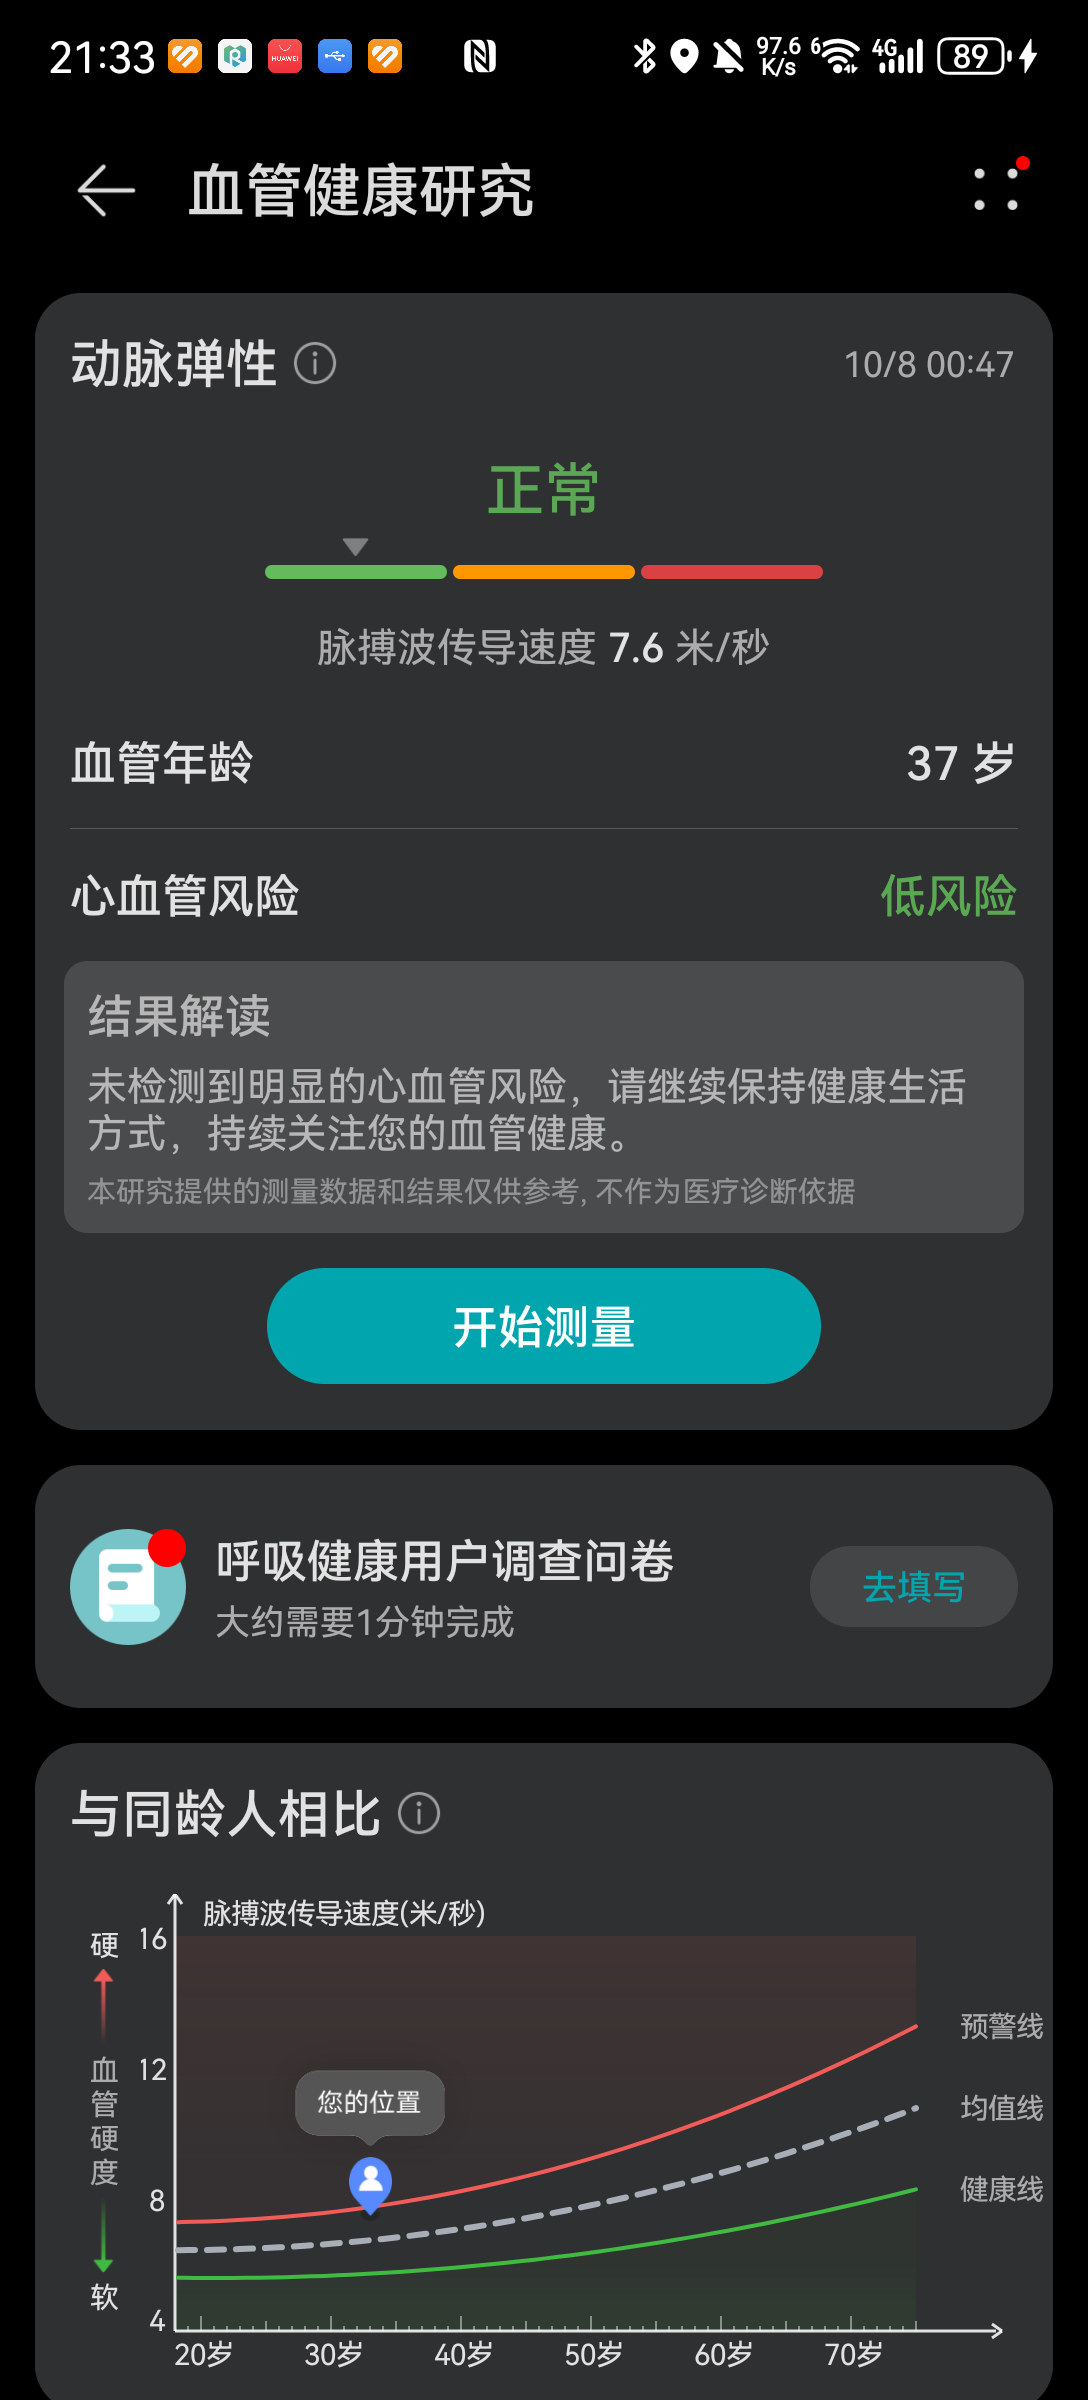 21:33
HUAWEI
97.6 K/s
6
4G
89
血管健康研究
动脉弹性
10/8 00:47
正常
脉搏波传导速度 7.6 米/秒
血管年龄
37 岁
心血管风险
低风险
结果解读
未检测到明显的心血管风险，请继续保持健康生活
方式，持续关注您的血管健康。
本研究提供的测量数据和结果仅供参考, 不作为医疗诊断依据
开始测量
呼吸健康用户调查问卷
大约需要1分钟完成
去填写
与同龄人相比
脉搏波传导速度(米/秒)
硬
血管硬度
软
16
12
8
4
您的位置
预警线
均值线
健康线
20岁 30岁 40岁 50岁 60岁 70岁